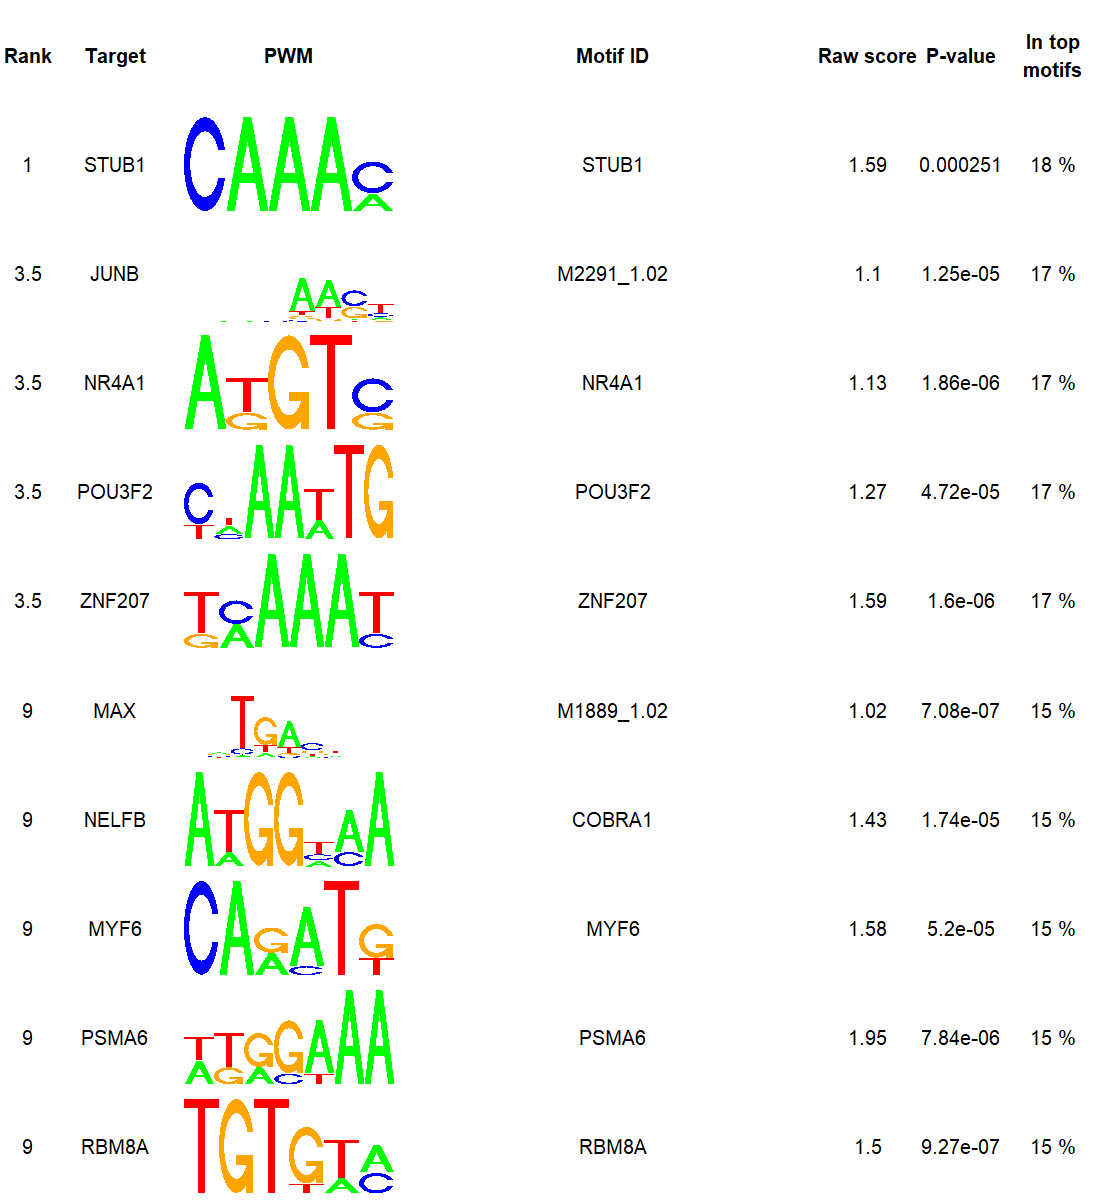 Rank Target PWM Motif ID Raw score P-value In top motifs
1 STUB1 STUB1 1.59 0.000251 18 %
3.5 JUNB M2291_1.02 1.1 1.25e-05 17 %
3.5 NR4A1 NR4A1 1.13 1.86e-06 17 %
3.5 POU3F2 POU3F2 1.27 4.72e-05 17 %
3.5 ZNF207 ZNF207 1.59 1.6e-06 17 %
9 MAX M1889_1.02 1.02 7.08e-07 15 %
9 NELFB COBRA1 1.43 1.74e-05 15 %
9 MYF6 MYF6 1.58 5.2e-05 15 %
9 PSMA6 PSMA6 1.95 7.84e-06 15 %
9 RBM8A RBM8A 1.5 9.27e-07 15 %